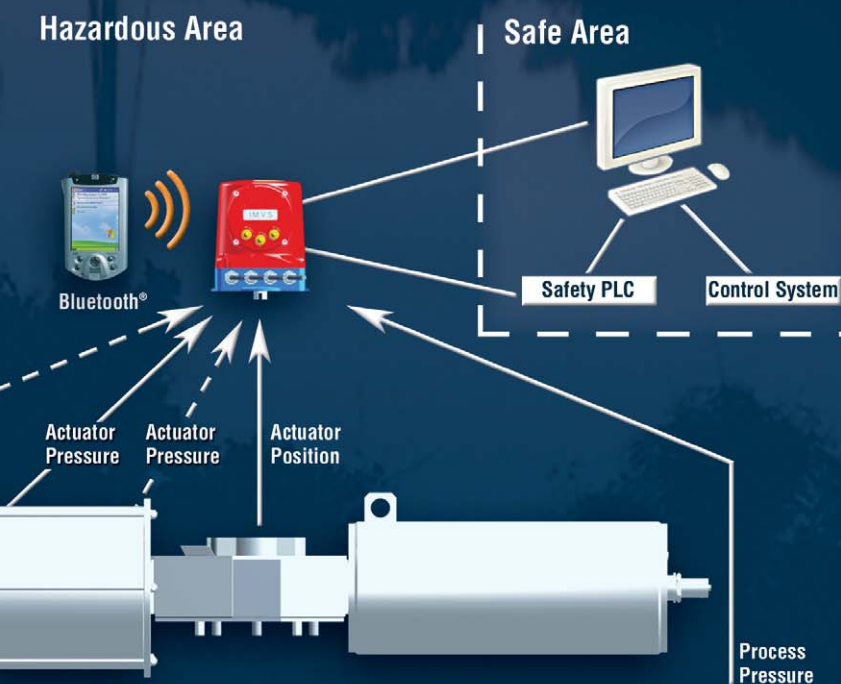 Hazardous Area
Safe Area
IMVS
Bluetooth®
Safety PLC
Control System
Actuator
Pressure
Actuator
Pressure
Actuator
Position
Process
Pressure